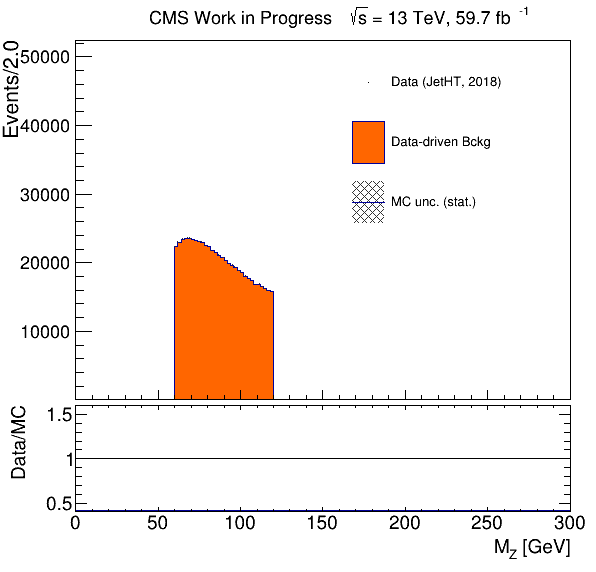 CMS Work in Progress √s = 13 TeV, 59.7 fb⁻¹
Events/2.0
50000
40000
30000
20000
10000
Data (JetHT, 2018)
Data-driven Bckg
MC unc. (stat.)
Data/MC
1.5
1
0.5
0 50 100 150 200 250 300
M_Z [GeV]